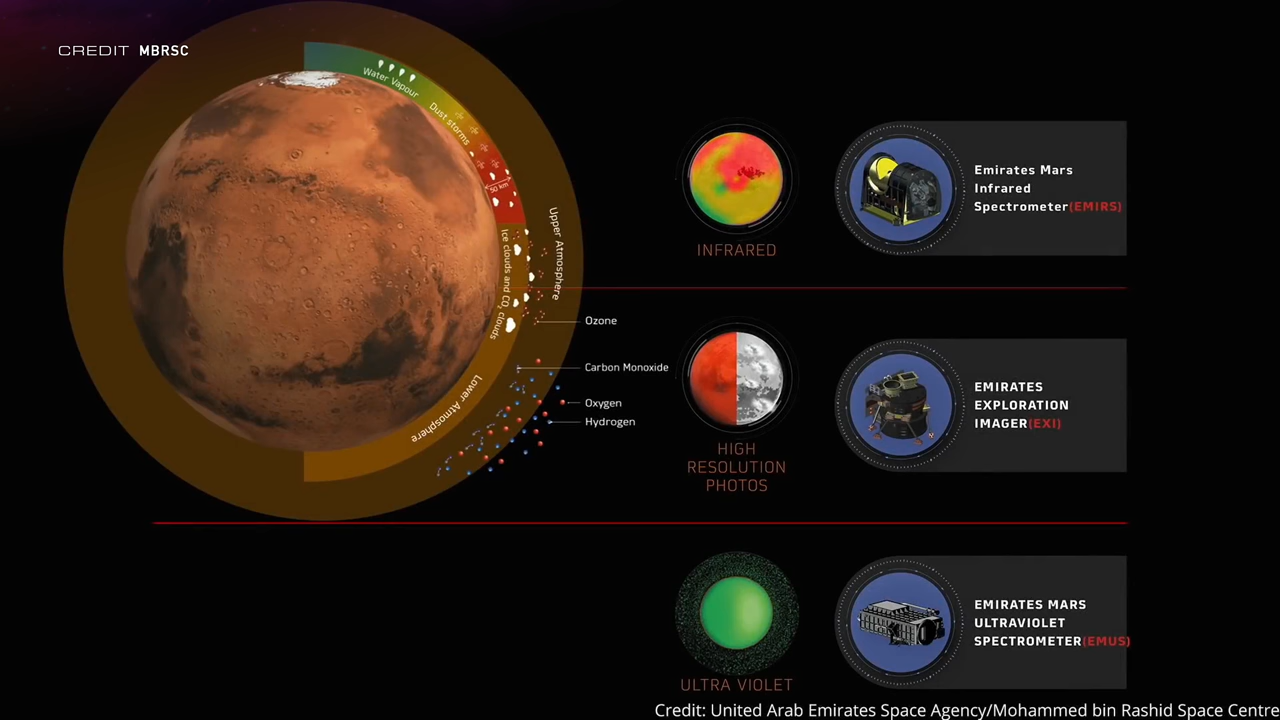 CREDIT MBRSC
Water Vapour
Dust storms
50 km
Ice clouds and CO₂ clouds
Upper Atmosphere
Lower Atmosphere
Ozone
Carbon Monoxide
Oxygen
Hydrogen
INFRARED
Emirates Mars
Infrared
Spectrometer(EMIRS)
HIGH
RESOLUTION
PHOTOS
EMIRATES
EXPLORATION
IMAGER(EXI)
ULTRA VIOLET
EMIRATES MARS
ULTRAVIOLET
SPECTROMETER(EMUS)
Credit: United Arab Emirates Space Agency/Mohammed bin Rashid Space Centre